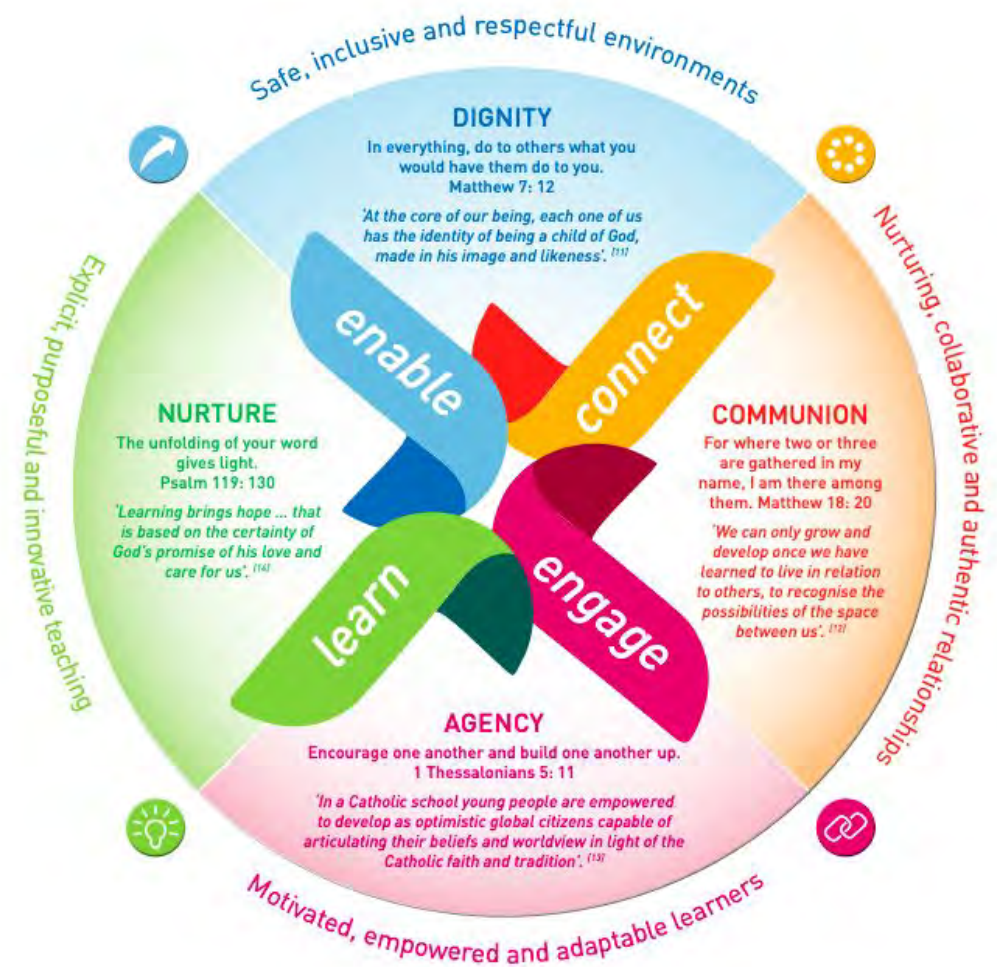 Safe, inclusive and respectful environments
DIGNITY
In everything, do to others what you
would have them do to you.
Matthew 7: 12
'At the core of our being, each one of us
has the identity of being a child of God,
made in his image and likeness'. [11]
enable
connect
Nurturing, collaborative and authentic relationships
COMMUNION
For where two or three
are gathered in my
name, I am there among
them. Matthew 18: 20
'We can only grow and
develop once we have
learned to live in relation
to others, to recognise the
possibilities of the space
between us'. [12]
Explicit, purposeful and innovative teaching
NURTURE
The unfolding of your word
gives light.
Psalm 119: 130
'Learning brings hope ... that
is based on the certainty of
God's promise of his love and
care for us'. [14]
learn
engage
AGENCY
Encourage one another and build one another up.
1 Thessalonians 5: 11
'In a Catholic school young people are empowered
to develop as optimistic global citizens capable of
articulating their beliefs and worldview in light of the
Catholic faith and tradition'. [13]
Motivated, empowered and adaptable learners